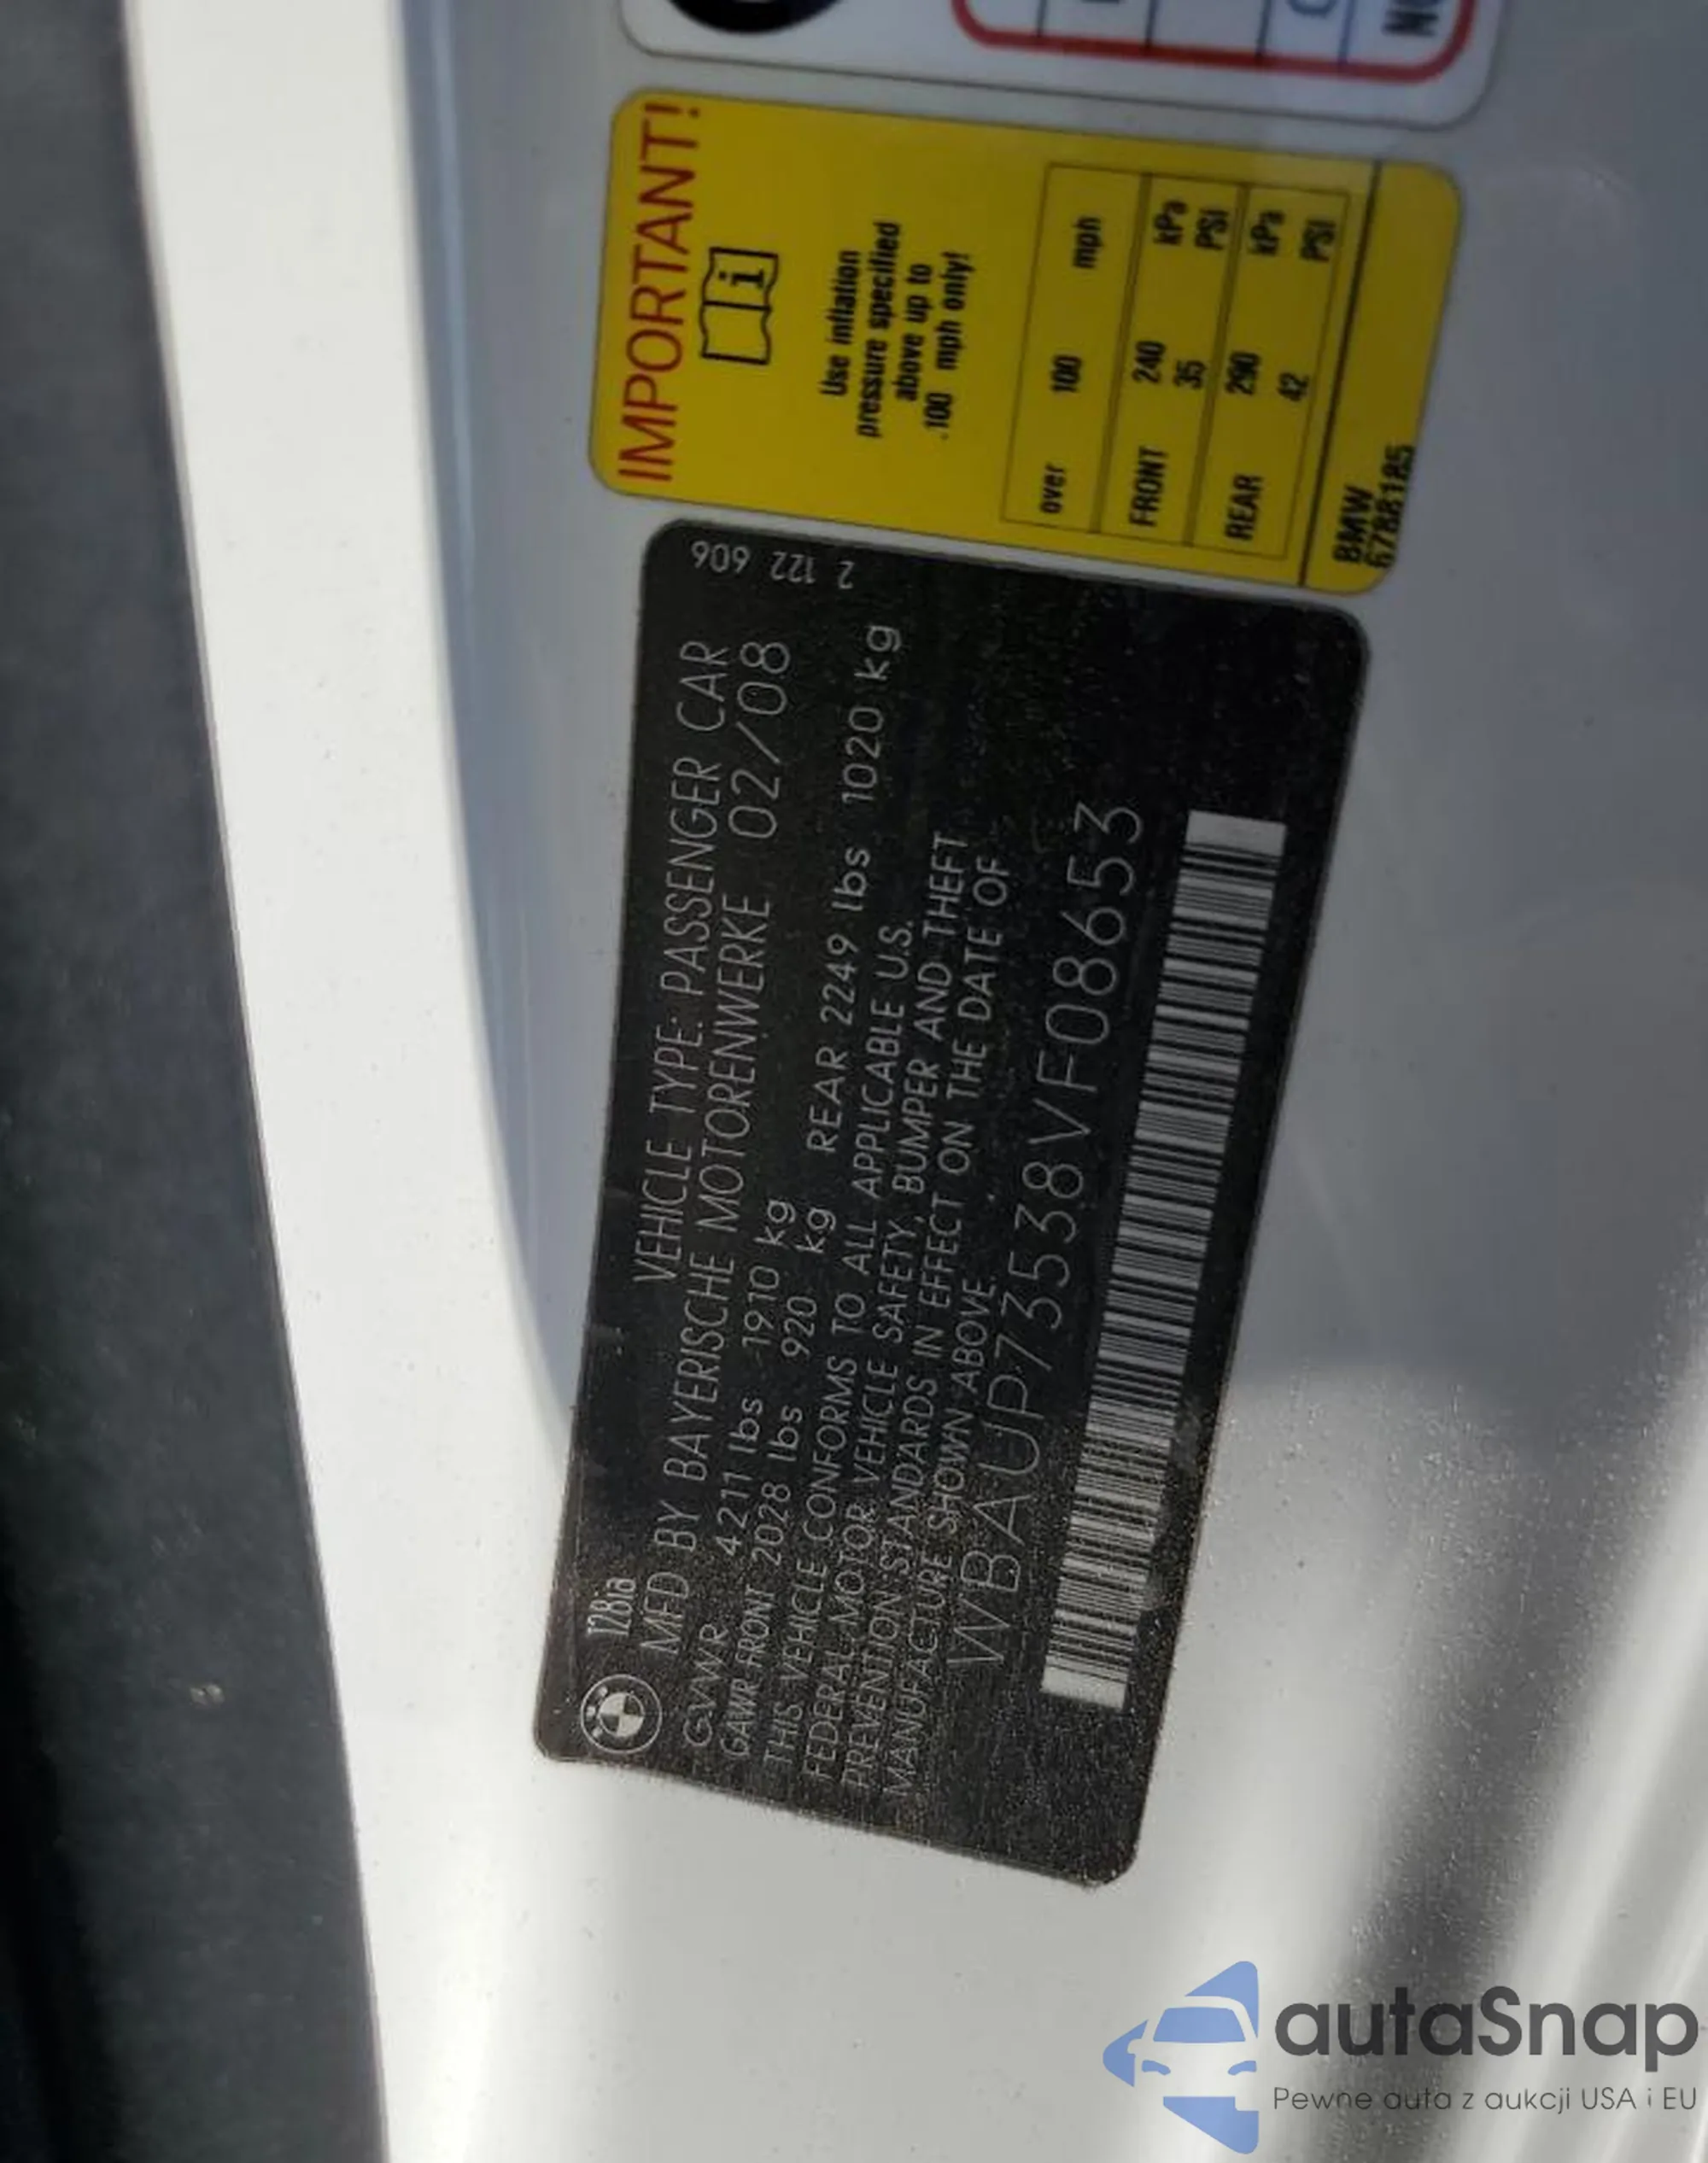 IMPORTANT!
i
Use inflation
pressure specified
above up to
.100 mph only!
over 100 mph
FRONT 240 kPa
35 PSI
REAR 290 kPa
42 PSI
BMW
6788185
128ia VEHICLE TYPE: PASSENGER CAR
MFD BY BAYERISCHE MOTORENWERKE 02/08
GVWR 4211 lbs 1910 kg
GAWR FRONT 2028 lbs 920 kg REAR 2249 lbs 1020 kg
THIS VEHICLE CONFORMS TO ALL APPLICABLE U.S.
FEDERAL MOTOR VEHICLE SAFETY, BUMPER AND THEFT
PREVENTION STANDARDS IN EFFECT ON THE DATE OF
MANUFACTURE SHOWN ABOVE.
WBAUP73538VF08653
2 122 606
autaSnap
Pewne auta z aukcji USA i EU